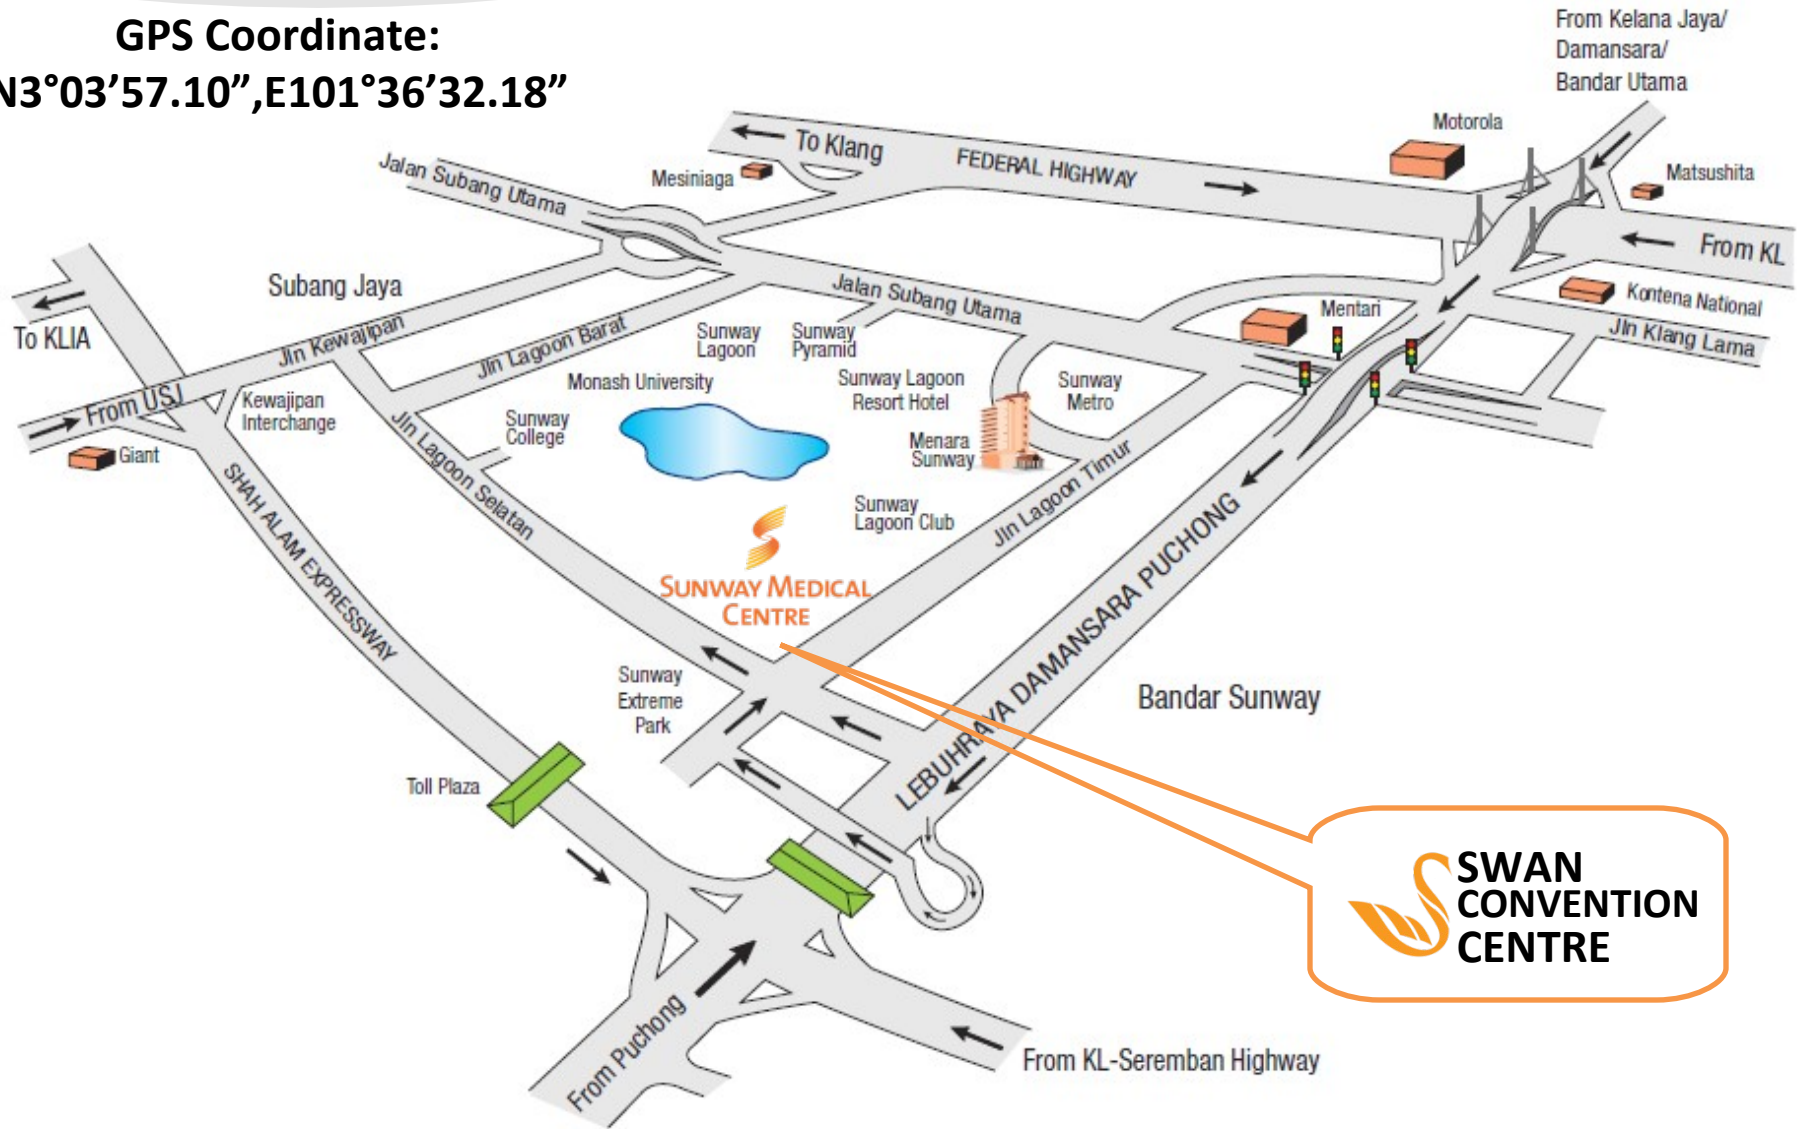 GPS Coordinate:
N3°03’57.10”,E101°36’32.18”
From Kelana Jaya/
Damansara/
Bandar Utama
Motorola
Matsushita
To Klang
FEDERAL HIGHWAY
From KL
Mesiniaga
Jalan Subang Utama
Subang Jaya
Jalan Subang Utama
Mentari
Kontena National
Jln Klang Lama
To KLIA
Jln Kewajipan
Jln Lagoon Barat
Sunway
Lagoon
Sunway
Pyramid
From USJ
Kewajipan
Interchange
Monash University
Sunway Lagoon
Resort Hotel
Sunway
Metro
Giant
Sunway
College
Menara
Sunway
Jln Lagoon Selatan
Sunway
Lagoon Club
Jln Lagoon Timur
SHAH ALAM EXPRESSWAY
SUNWAY MEDICAL
CENTRE
LEBUHRAYA DAMANSARA PUCHONG
Sunway
Extreme
Park
Bandar Sunway
Toll Plaza
SWAN
CONVENTION
CENTRE
From Puchong
From KL-Seremban Highway